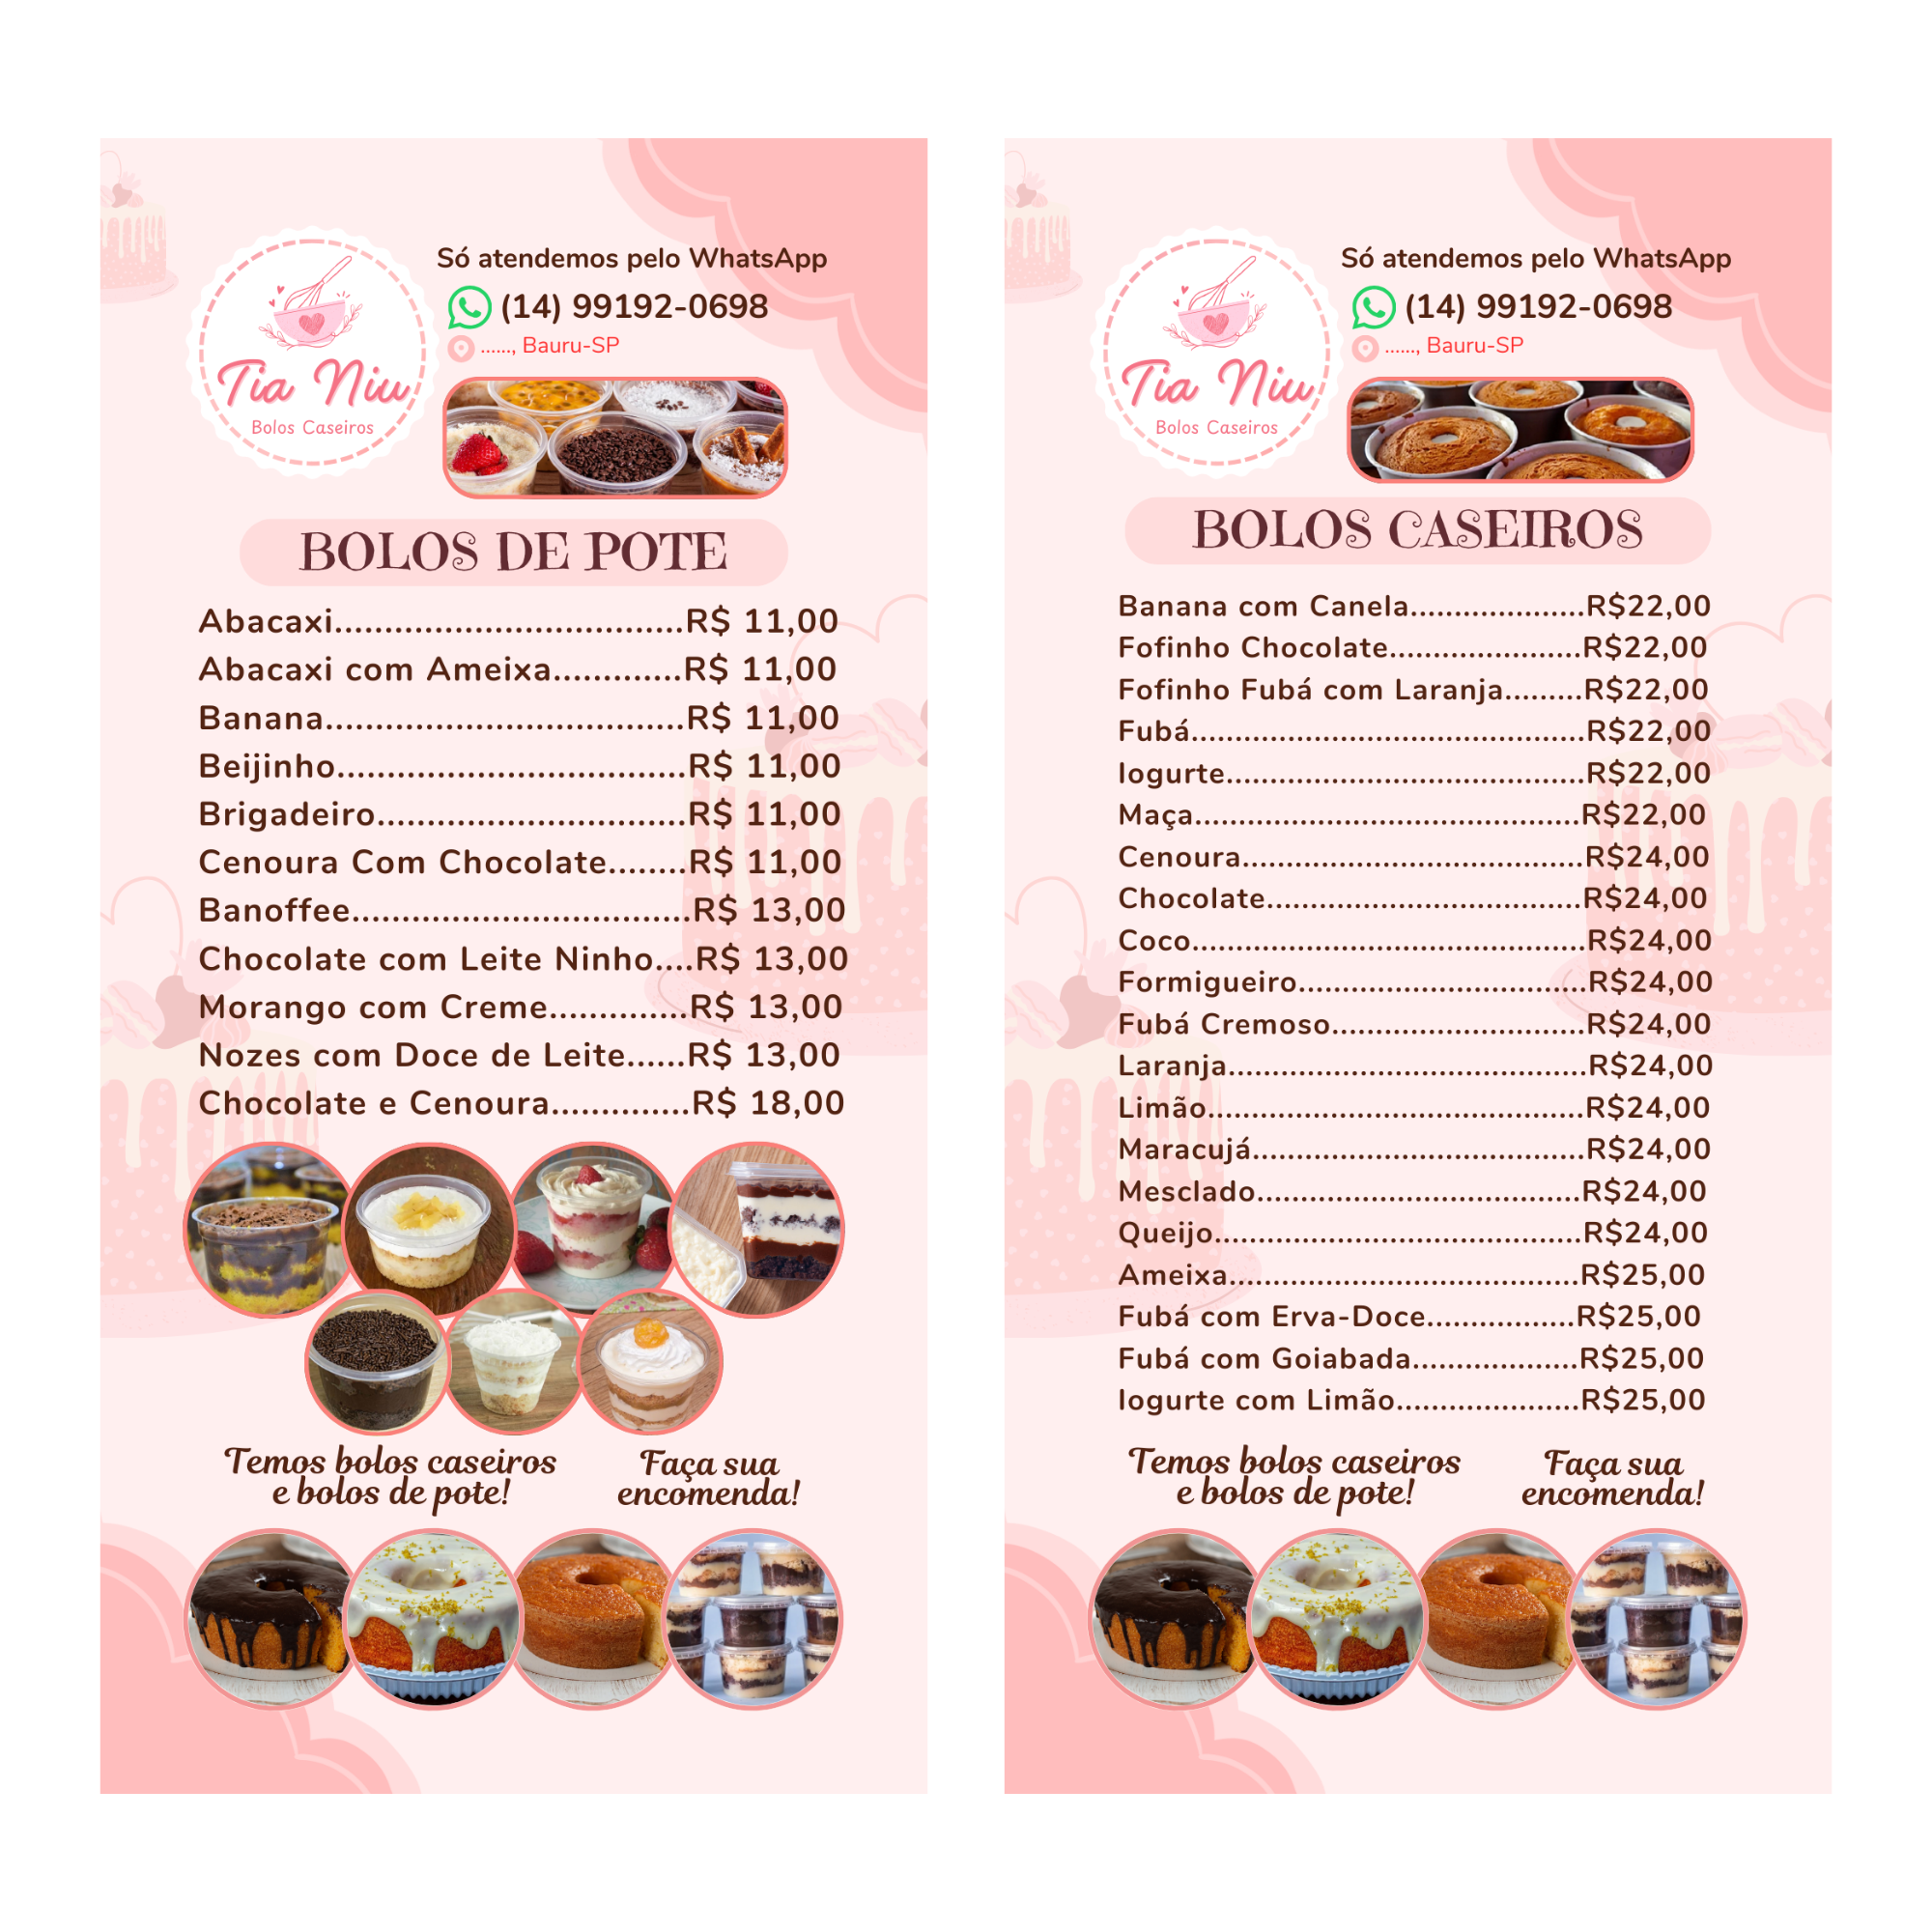 Só atendemos pelo WhatsApp
(14) 99192-0698
......, Bauru-SP
Tia Niu
Bolos Caseiros
BOLOS DE POTE
Abacaxi...................................R$ 11,00
Abacaxi com Ameixa.............R$ 11,00
Banana....................................R$ 11,00
Beijinho...................................R$ 11,00
Brigadeiro...............................R$ 11,00
Cenoura Com Chocolate........R$ 11,00
Banoffee..................................R$ 13,00
Chocolate com Leite Ninho....R$ 13,00
Morango com Creme..............R$ 13,00
Nozes com Doce de Leite......R$ 13,00
Chocolate e Cenoura..............R$ 18,00
Temos bolos caseiros
e bolos de pote!
Faça sua
encomenda!
Só atendemos pelo WhatsApp
(14) 99192-0698
......, Bauru-SP
Tia Niu
Bolos Caseiros
BOLOS CASEIROS
Banana com Canela....................R$22,00
Fofinho Chocolate......................R$22,00
Fofinho Fubá com Laranja.........R$22,00
Fubá.............................................R$22,00
Iogurte.........................................R$22,00
Maça............................................R$22,00
Cenoura.......................................R$24,00
Chocolate....................................R$24,00
Coco.............................................R$24,00
Formigueiro.................................R$24,00
Fubá Cremoso.............................R$24,00
Laranja.........................................R$24,00
Limão...........................................R$24,00
Maracujá......................................R$24,00
Mesclado.....................................R$24,00
Queijo..........................................R$24,00
Ameixa........................................R$25,00
Fubá com Erva-Doce.................R$25,00
Fubá com Goiabada...................R$25,00
Iogurte com Limão.....................R$25,00
Temos bolos caseiros
e bolos de pote!
Faça sua
encomenda!